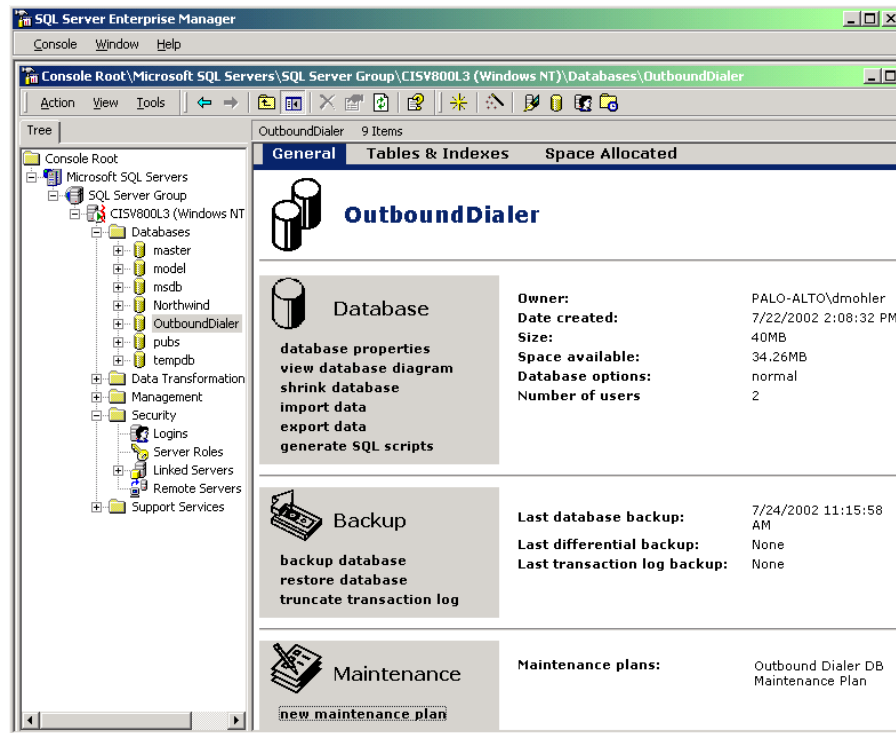 SQL Server Enterprise Manager
Console Window Help
Console Root\Microsoft SQL Servers\SQL Server Group\CISV800L3 (Windows NT)\Databases\OutboundDialer
Action View Tools
Tree
OutboundDialer 9 Items
Console Root
Microsoft SQL Servers
SQL Server Group
CISV800L3 (Windows NT
Databases
master
model
msdb
Northwind
OutboundDialer
pubs
tempdb
Data Transformation
Management
Security
Logins
Server Roles
Linked Servers
Remote Servers
Support Services
General Tables & Indexes Space Allocated
OutboundDialer
Database
database properties
view database diagram
shrink database
import data
export data
generate SQL scripts
Owner: PALO-ALTO\dmohler
Date created: 7/22/2002 2:08:32 PM
Size: 40MB
Space available: 34.26MB
Database options: normal
Number of users 2
Backup
backup database
restore database
truncate transaction log
Last database backup: 7/24/2002 11:15:58
AM
Last differential backup: None
Last transaction log backup: None
Maintenance
new maintenance plan
Maintenance plans: Outbound Dialer DB
Maintenance Plan